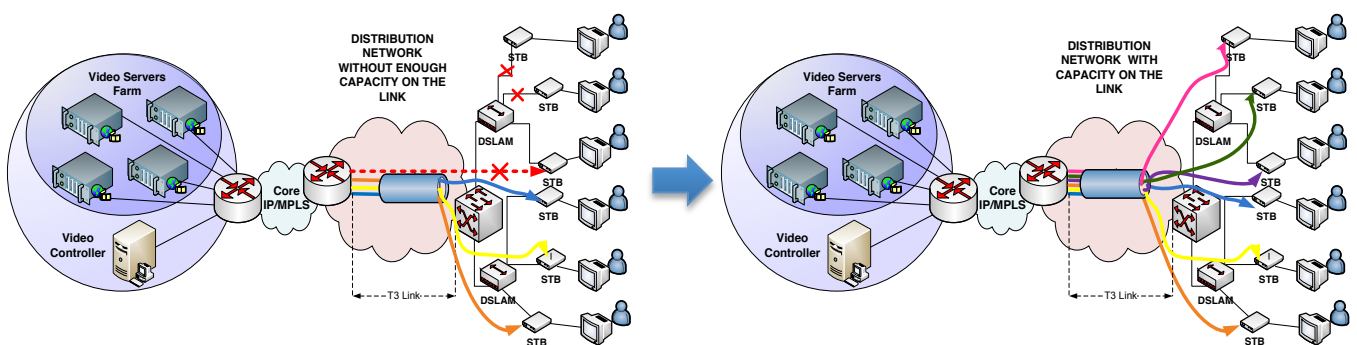 DISTRIBUTION
NETWORK
WITHOUT ENOUGH
CAPACITY ON THE
LINK
Video Servers
Farm
Video
Controller
Core
IP/MPLS
T3 Link
DSLAM
DSLAM
STB
STB
STB
STB
STB
STB
DISTRIBUTION
NETWORK WITH
CAPACITY ON THE
LINK
Video Servers
Farm
Video
Controller
Core
IP/MPLS
T3 Link
DSLAM
DSLAM
STB
STB
STB
STB
STB
STB